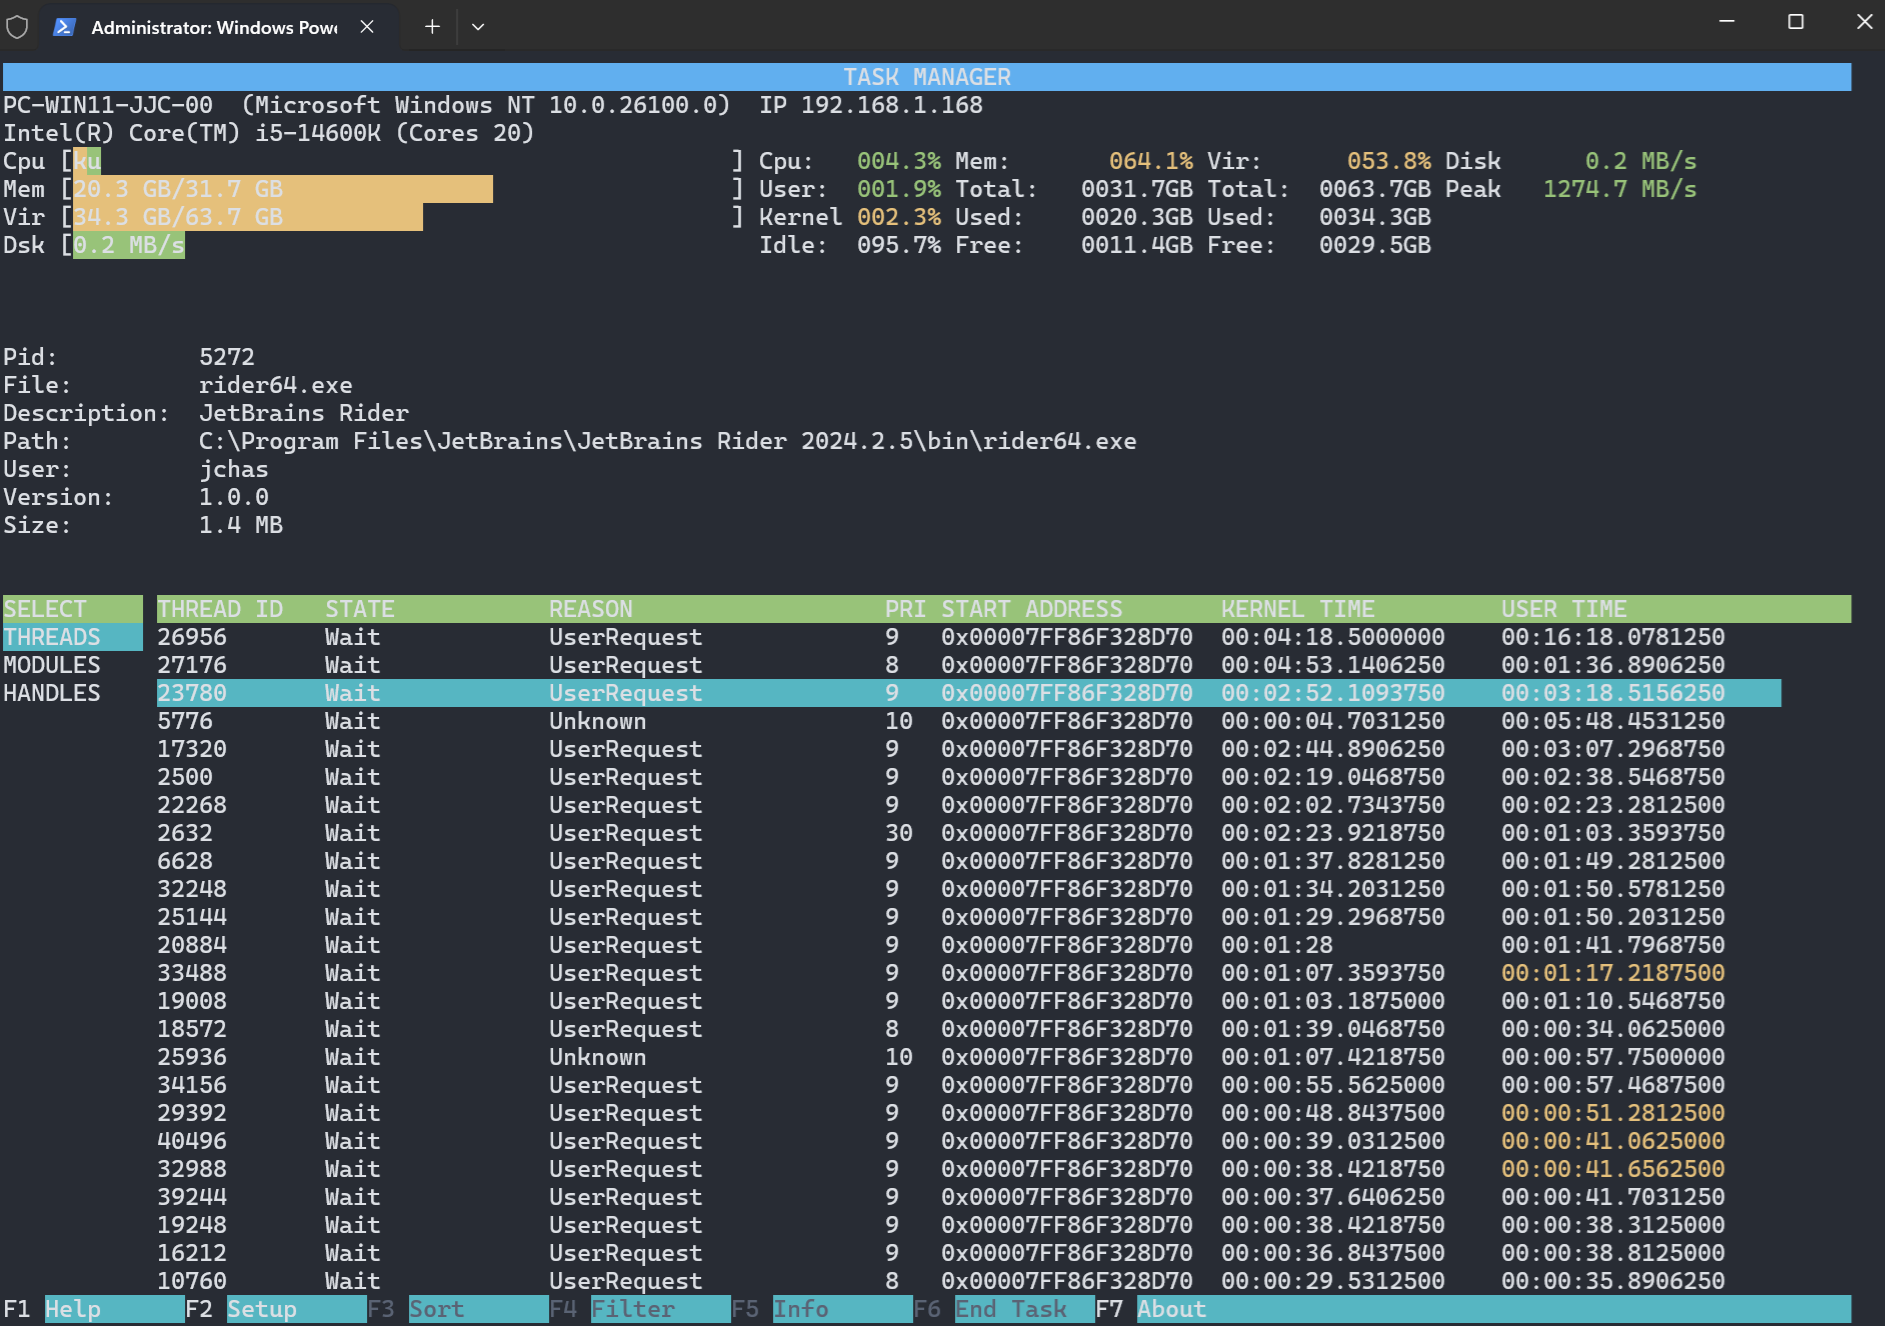 Administrator: Windows Powe
TASK MANAGER
PC-WIN11-JJC-00 (Microsoft Windows NT 10.0.26100.0) IP 192.168.1.168
Intel(R) Core(TM) i5-14600K (Cores 20)
Cpu [ku ] Cpu: 004.3% Mem: 064.1% Vir: 053.8% Disk 0.2 MB/s
Mem [20.3 GB/31.7 GB ] User: 001.9% Total: 0031.7GB Total: 0063.7GB Peak 1274.7 MB/s
Vir [34.3 GB/63.7 GB ] Kernel 002.3% Used: 0020.3GB Used: 0034.3GB
Dsk [0.2 MB/s Idle: 095.7% Free: 0011.4GB Free: 0029.5GB
Pid: 5272
File: rider64.exe
Description: JetBrains Rider
Path: C:\Program Files\JetBrains\JetBrains Rider 2024.2.5\bin\rider64.exe
User: jchas
Version: 1.0.0
Size: 1.4 MB
SELECT THREAD ID STATE REASON PRI START ADDRESS KERNEL TIME USER TIME
THREADS 26956 Wait UserRequest 9 0x00007FF86F328D70 00:04:18.5000000 00:16:18.0781250
MODULES 27176 Wait UserRequest 8 0x00007FF86F328D70 00:04:53.1406250 00:01:36.8906250
HANDLES 23780 Wait UserRequest 9 0x00007FF86F328D70 00:02:52.1093750 00:03:18.5156250
5776 Wait Unknown 10 0x00007FF86F328D70 00:00:04.7031250 00:05:48.4531250
17320 Wait UserRequest 9 0x00007FF86F328D70 00:02:44.8906250 00:03:07.2968750
2500 Wait UserRequest 9 0x00007FF86F328D70 00:02:19.0468750 00:02:38.5468750
22268 Wait UserRequest 9 0x00007FF86F328D70 00:02:02.7343750 00:02:23.2812500
2632 Wait UserRequest 30 0x00007FF86F328D70 00:02:23.9218750 00:01:03.3593750
6628 Wait UserRequest 9 0x00007FF86F328D70 00:01:37.8281250 00:01:49.2812500
32248 Wait UserRequest 9 0x00007FF86F328D70 00:01:34.2031250 00:01:50.5781250
25144 Wait UserRequest 9 0x00007FF86F328D70 00:01:29.2968750 00:01:50.2031250
20884 Wait UserRequest 9 0x00007FF86F328D70 00:01:28 00:01:41.7968750
33488 Wait UserRequest 9 0x00007FF86F328D70 00:01:07.3593750 00:01:17.2187500
19008 Wait UserRequest 9 0x00007FF86F328D70 00:01:03.1875000 00:01:10.5468750
18572 Wait UserRequest 8 0x00007FF86F328D70 00:01:39.0468750 00:00:34.0625000
25936 Wait Unknown 10 0x00007FF86F328D70 00:01:07.4218750 00:00:57.7500000
34156 Wait UserRequest 9 0x00007FF86F328D70 00:00:55.5625000 00:00:57.4687500
29392 Wait UserRequest 9 0x00007FF86F328D70 00:00:48.8437500 00:00:51.2812500
40496 Wait UserRequest 9 0x00007FF86F328D70 00:00:39.0312500 00:00:41.0625000
32988 Wait UserRequest 9 0x00007FF86F328D70 00:00:38.4218750 00:00:41.6562500
39244 Wait UserRequest 9 0x00007FF86F328D70 00:00:37.6406250 00:00:41.7031250
19248 Wait UserRequest 9 0x00007FF86F328D70 00:00:38.4218750 00:00:38.3125000
16212 Wait UserRequest 9 0x00007FF86F328D70 00:00:36.8437500 00:00:38.8125000
10760 Wait UserRequest 8 0x00007FF86F328D70 00:00:29.5312500 00:00:35.8906250
F1 Help F2 Setup F3 Sort F4 Filter F5 Info F6 End Task F7 About